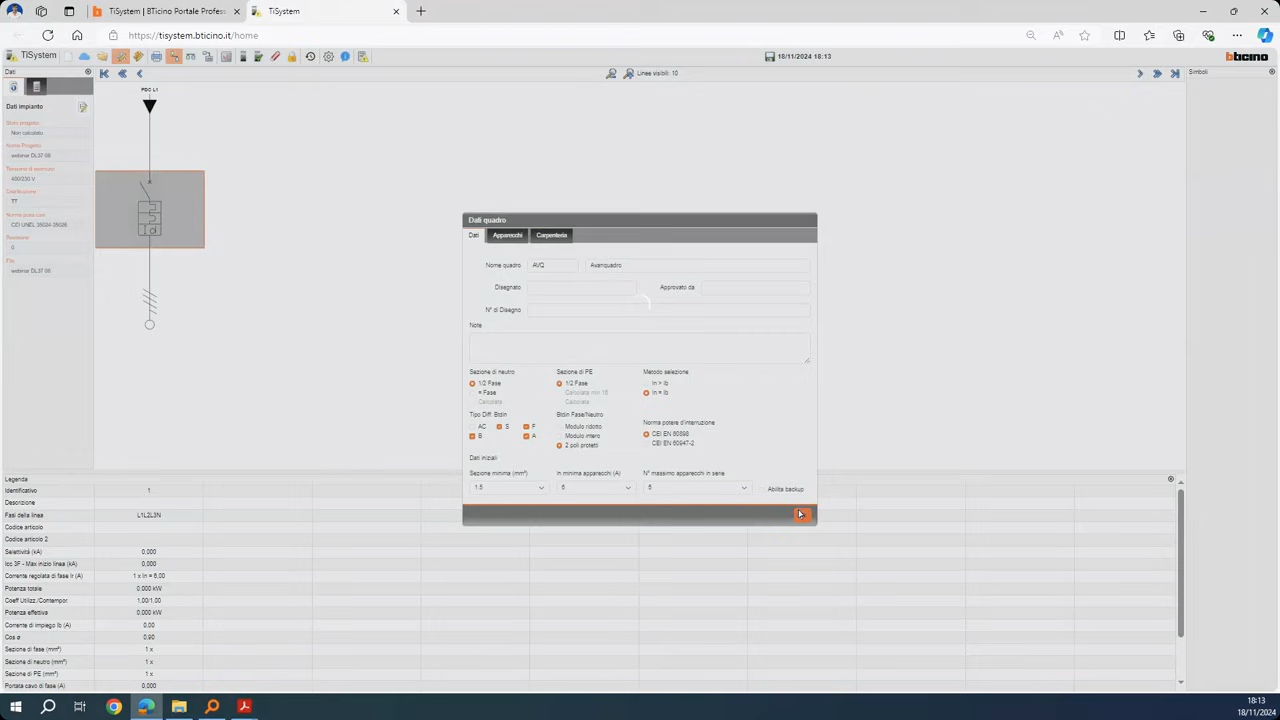 TiSystem | BTicino Portale Profess
TiSystem
https://tisystem.bticino.it/home
TiSystem
18/11/2024 18:13
bticino
Dati
Linee visibili: 10
Simboli
Dati impianto
Stato progetto
Non calcolato
Nome Progetto
webinar DL37 08
Tensione di esercizio
400/230 V
Distribuzione
TT
Norma posa cavi
CEI UNEL 35024-35026
Revisione
0
File
webinar DL37 08
PDC L1
Dati quadro
Dati
Apparecchi
Carpenteria
Nome quadro
AVQ
Avanquadro
Disegnato
Approvato da
N° di Disegno
Note
Sezione di neutro
Sezione di PE
Metodo selezione
1/2 Fase
1/2 Fase
In > Ib
= Fase
Calcolata min 16
In = Ib
Calcolata
Calcolata
Tipo Diff. Btdin
Btdin Fase/Neutro
Norma potere d'interruzione
AC
S
F
Modulo ridotto
CEI EN 60898
B
A
Modulo intero
CEI EN 60947-2
2 poli protetti
Dati iniziali
Sezione minima (mm²)
In minima apparecchi (A)
N° massimo apparecchi in serie
1.5
6
5
Abilita backup
Legenda
Identificativo
1
Descrizione
Fasi della linea
L1L2L3N
Codice articolo
Codice articolo 2
Selettività (kA)
0,000
Icc 3F - Max inizio linea (kA)
0,000
Corrente regolata di fase Ir (A)
1 x In = 6,00
Potenza totale
0,000 kW
Coeff Utilizz./Contempor.
1,00/1,00
Potenza effettiva
0,000 kW
Corrente di impiego Ib (A)
0,00
Cos ø
0,90
Sezione di fase (mm²)
1 x
Sezione di neutro (mm²)
1 x
Sezione di PE (mm²)
1 x
Portata cavo di fase (A)
0,000
18:13
18/11/2024